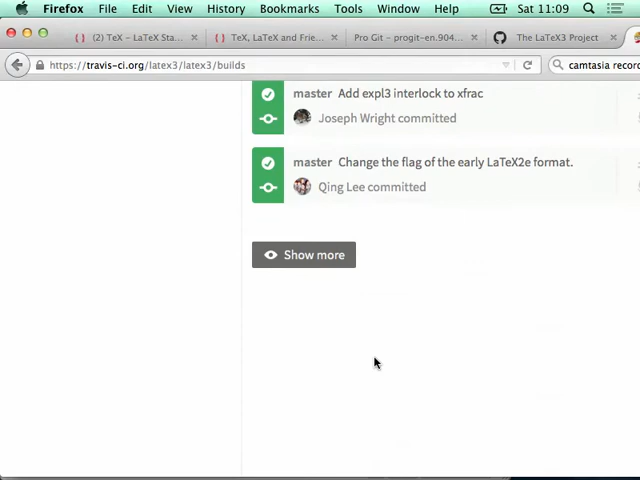 Firefox File Edit View History Bookmarks Tools Window Help Sat 11:09
(2) TeX – LaTeX Sta... × TeX, LaTeX and Frie... × Pro Git – progit-en.904... × The LaTeX3 Project ×
https://travis-ci.org/latex3/latex3/builds camtasia record
master Add expl3 interlock to xfrac
Joseph Wright committed
master Change the flag of the early LaTeX2e format.
Qing Lee committed
Show more